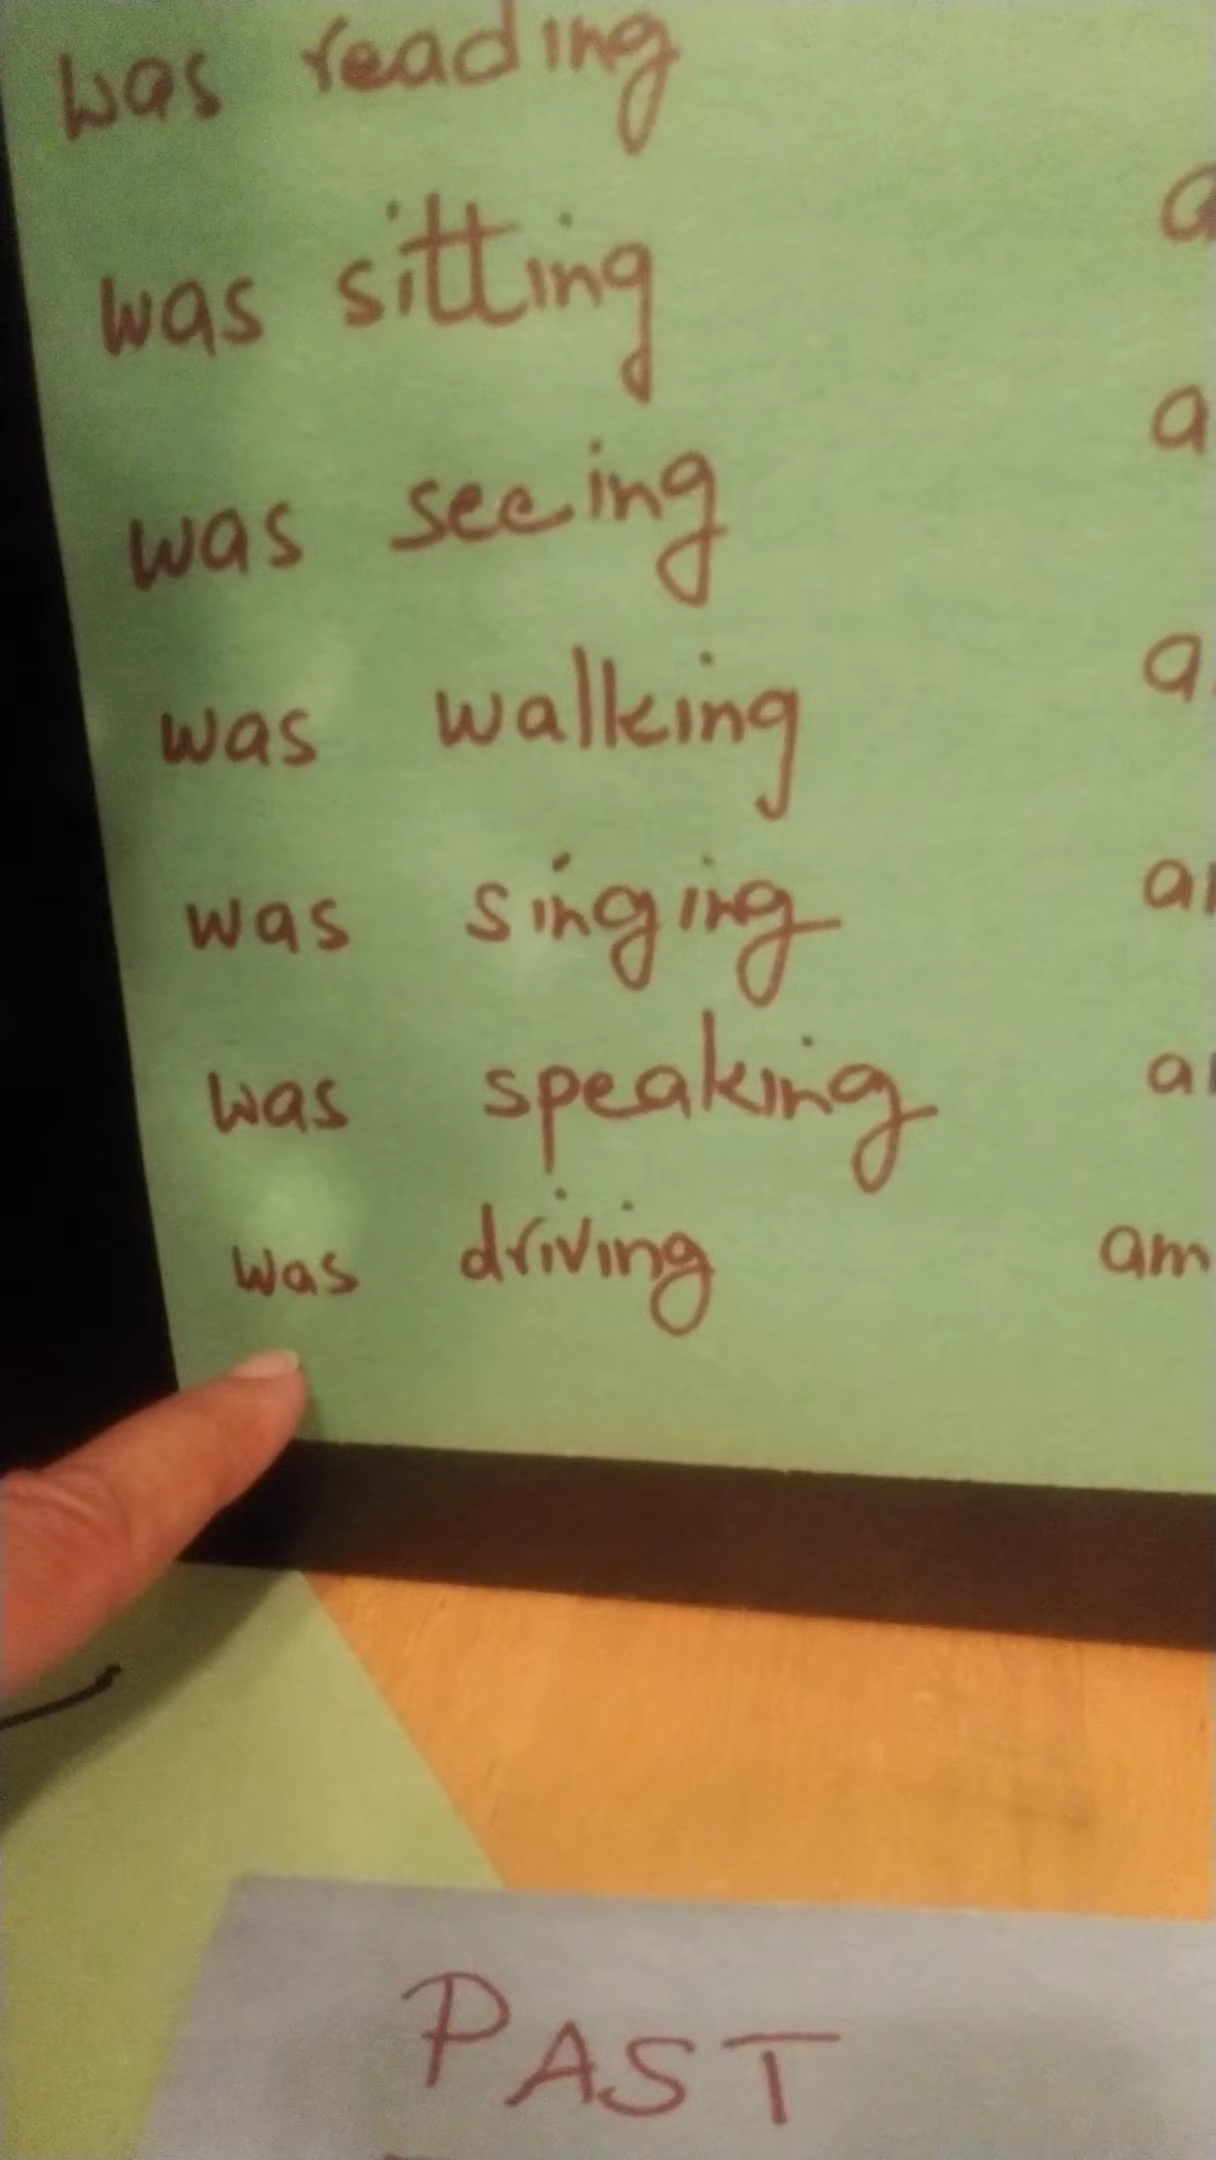 was reading
was sitting
was seeing
was walking
was singing
was speaking
was driving am
PAST